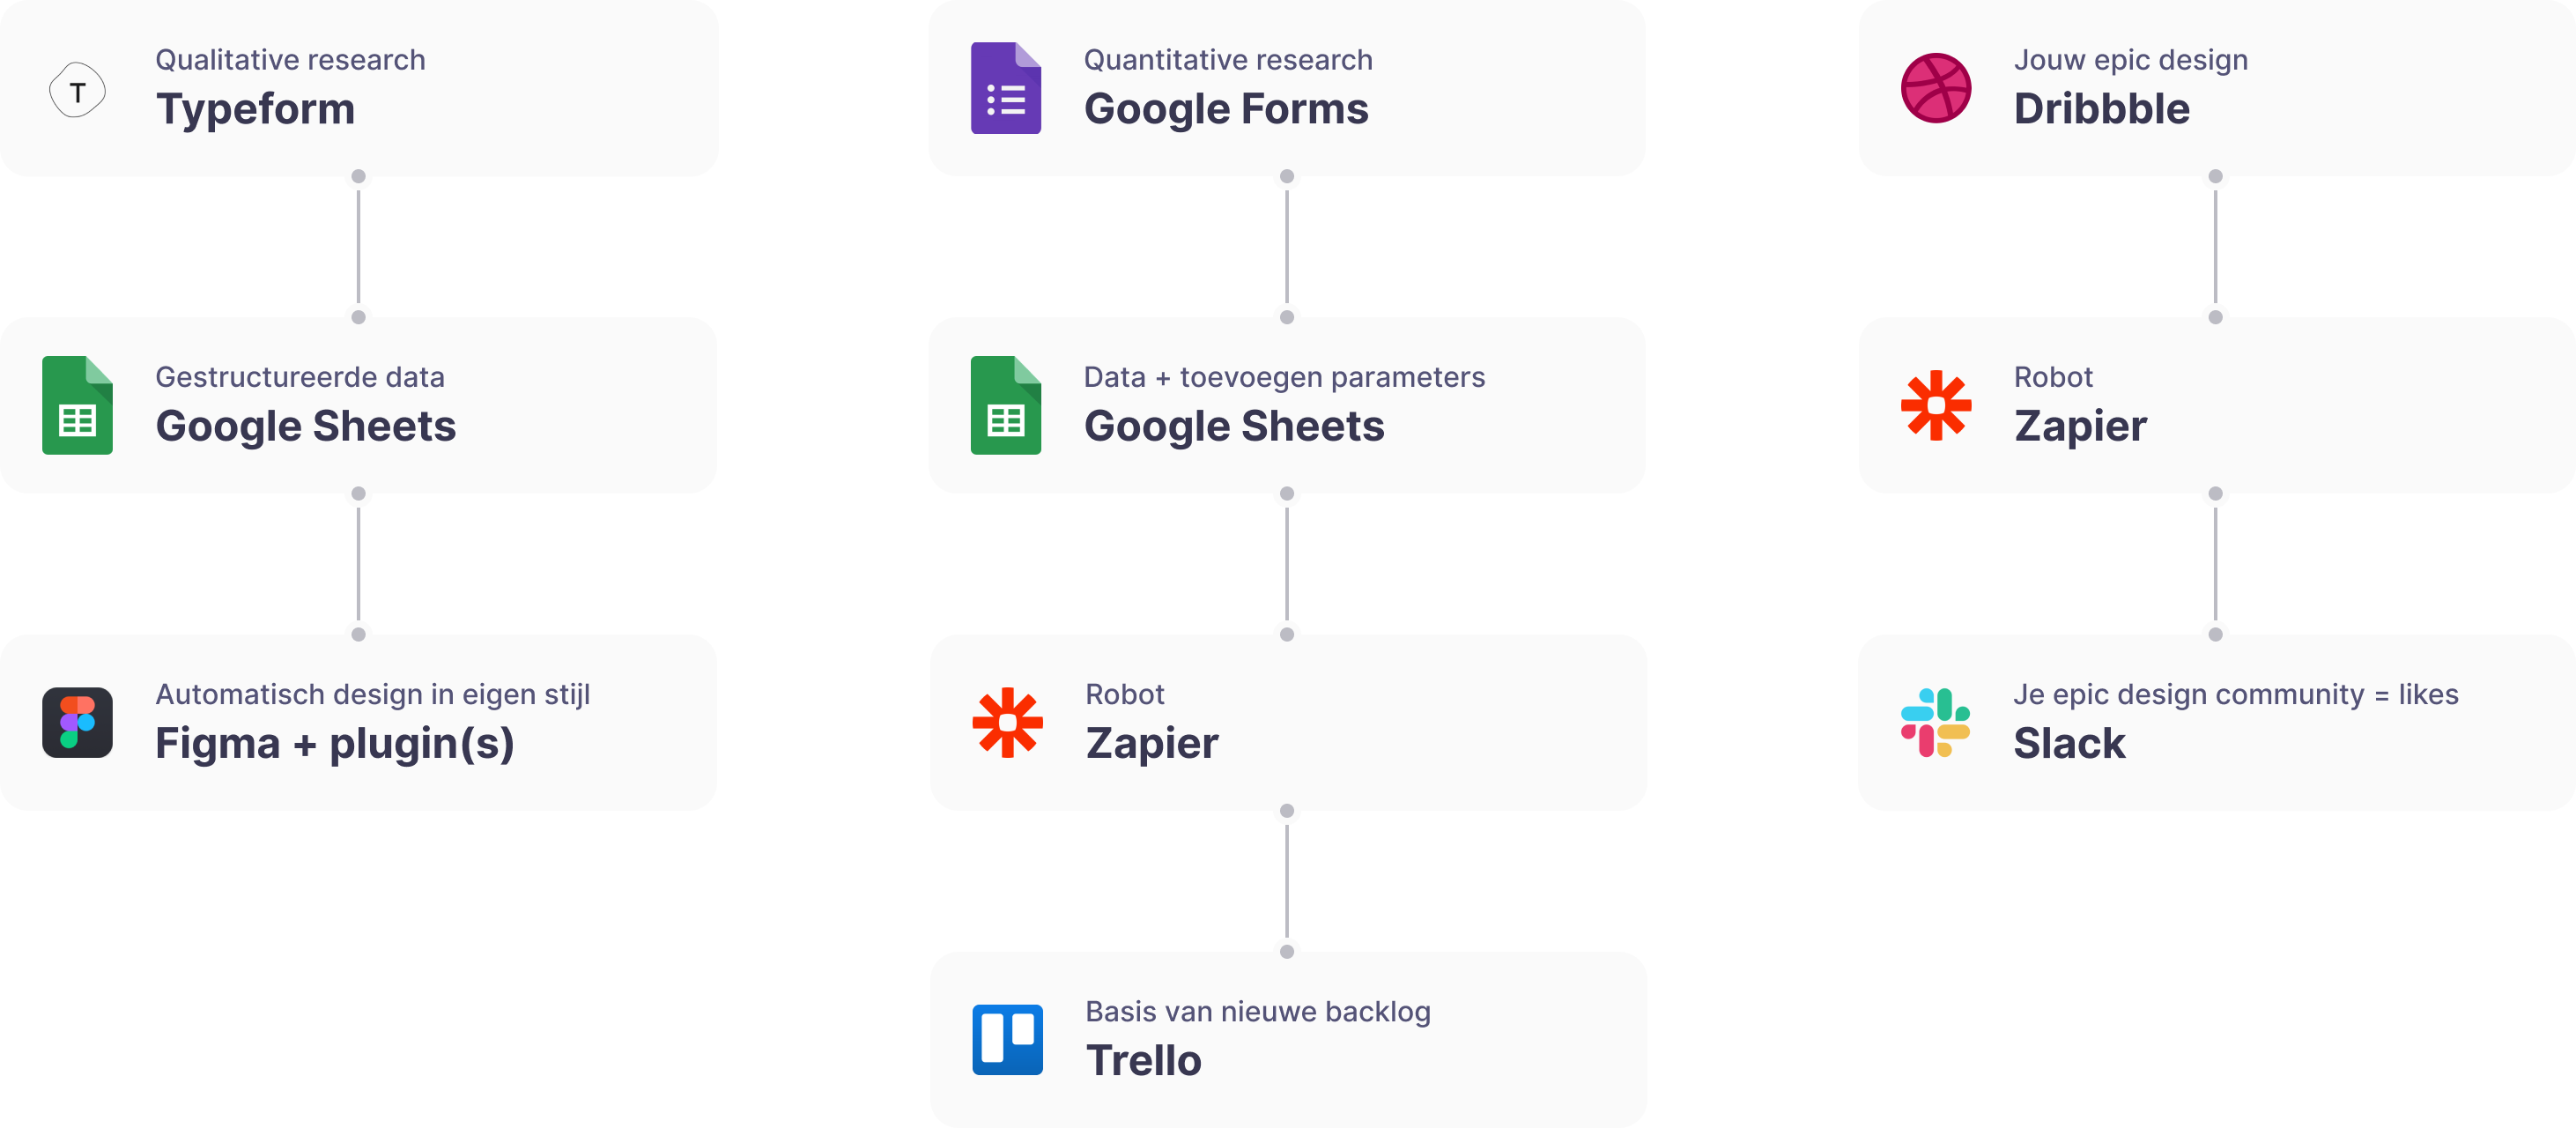 Qualitative research
Typeform
Gestructureerde data
Google Sheets
Automatisch design in eigen stijl
Figma + plugin(s)
Quantitative research
Google Forms
Data + toevoegen parameters
Google Sheets
Robot
Zapier
Basis van nieuwe backlog
Trello
Jouw epic design
Dribbble
Robot
Zapier
Je epic design community = likes
Slack